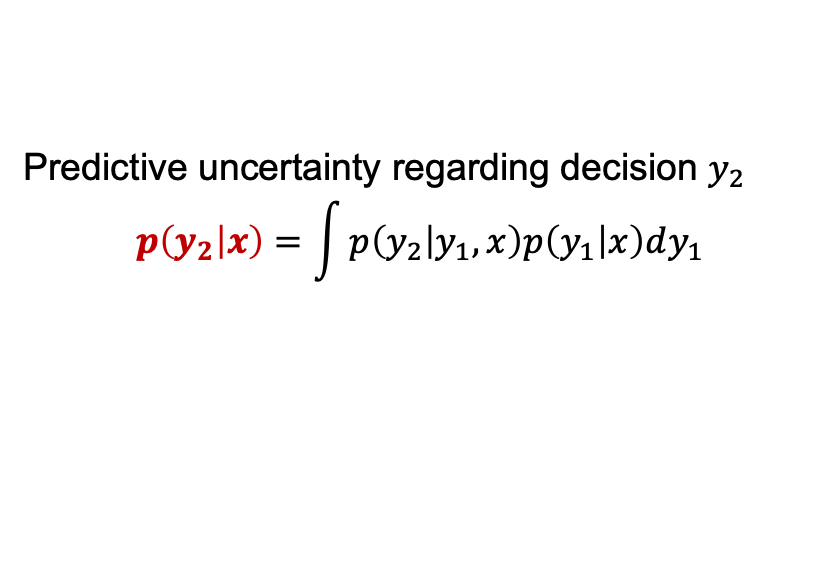 Predictive uncertainty regarding decision 𝑦₂
𝒑(𝒚₂|𝒙) = ∫ 𝑝(𝑦₂|𝑦₁, 𝑥)𝑝(𝑦₁|𝑥)𝑑𝑦₁